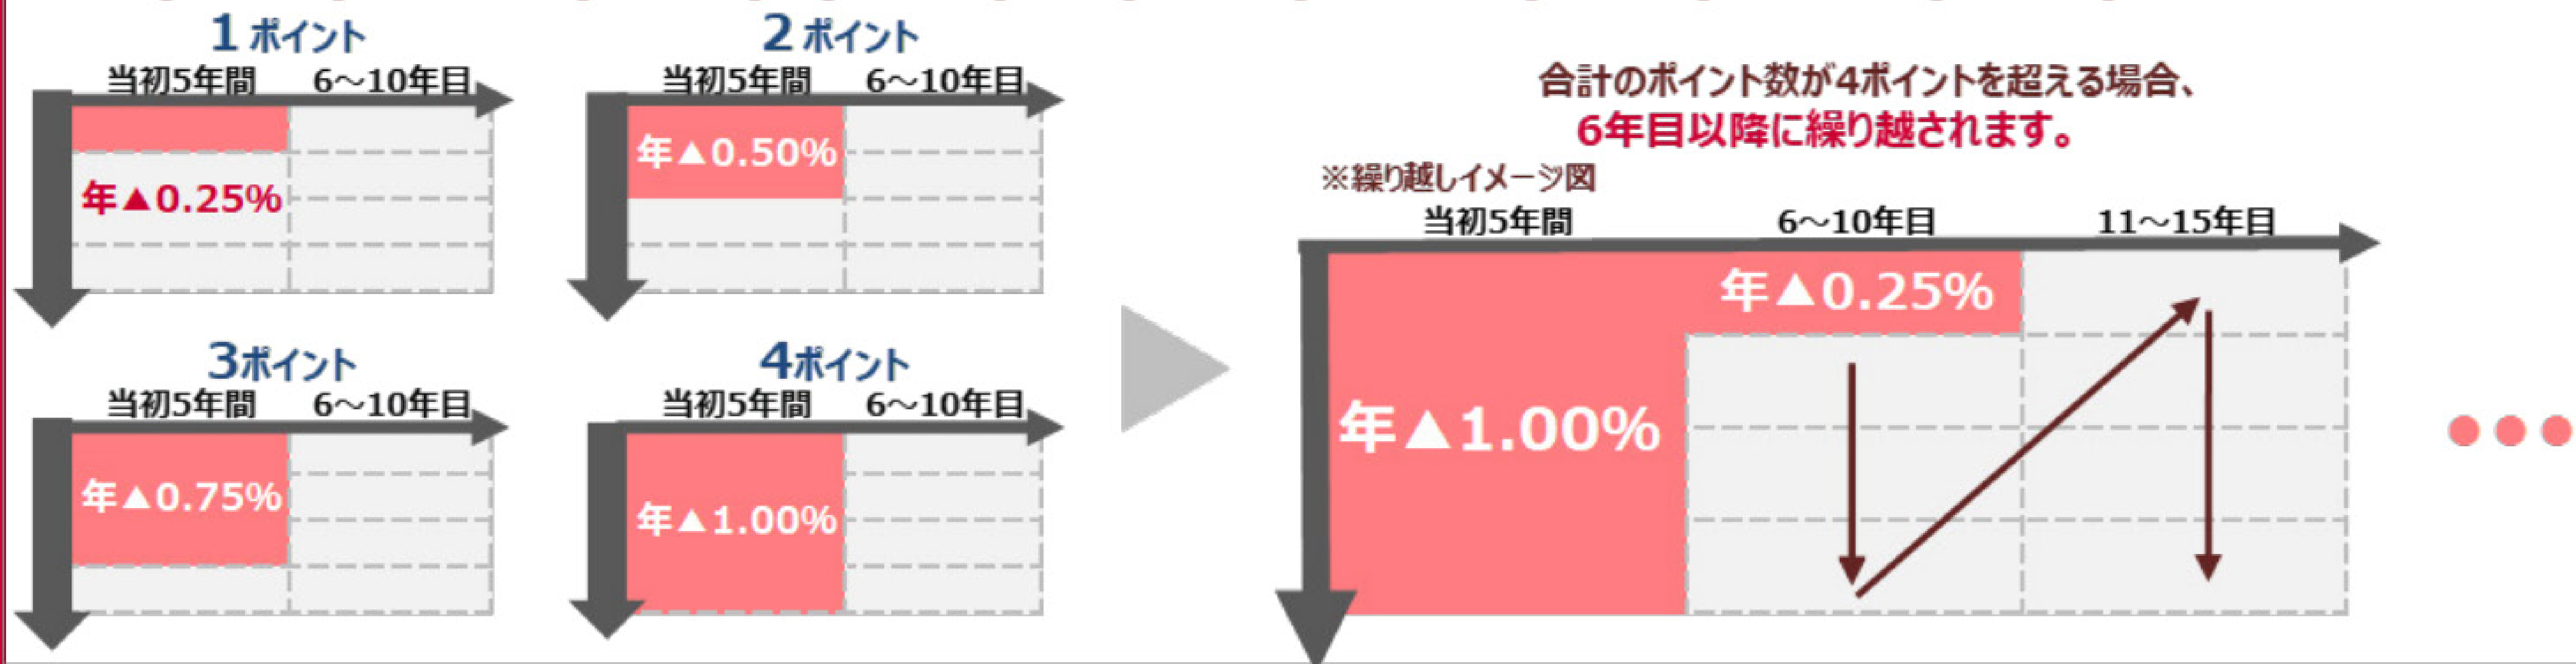 1 ポイント
当初5年間 6～10年目
年▲0.25%
2 ポイント
当初5年間 6～10年目
年▲0.50%
3ポイント
当初5年間 6～10年目
年▲0.75%
4ポイント
当初5年間 6～10年目
年▲1.00%
合計のポイント数が4ポイントを超える場合、
6年目以降に繰り越されます。
※繰り越しイメージ図
当初5年間 6～10年目 11～15年目
年▲0.25%
年▲1.00%